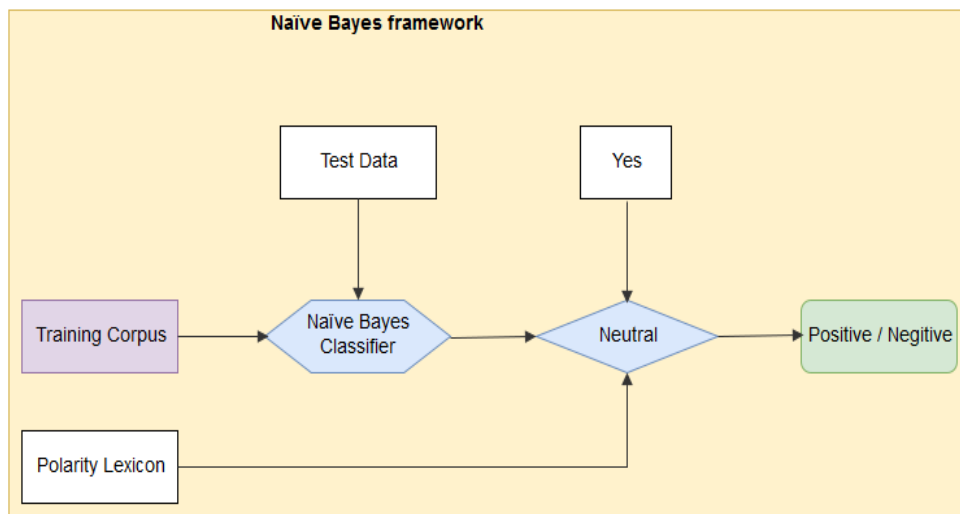 Naïve Bayes framework
Test Data
Yes
Training Corpus
Naïve Bayes
Classifier
Neutral
Positive / Negitive
Polarity Lexicon